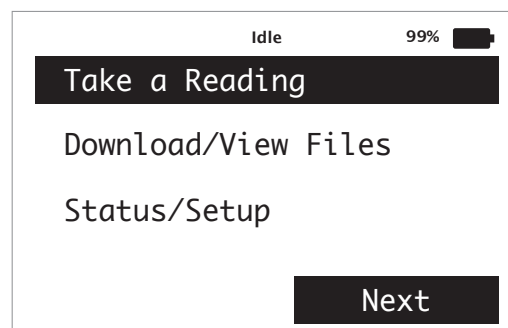 Idle 99%
Take a Reading
Download/View Files
Status/Setup
Next